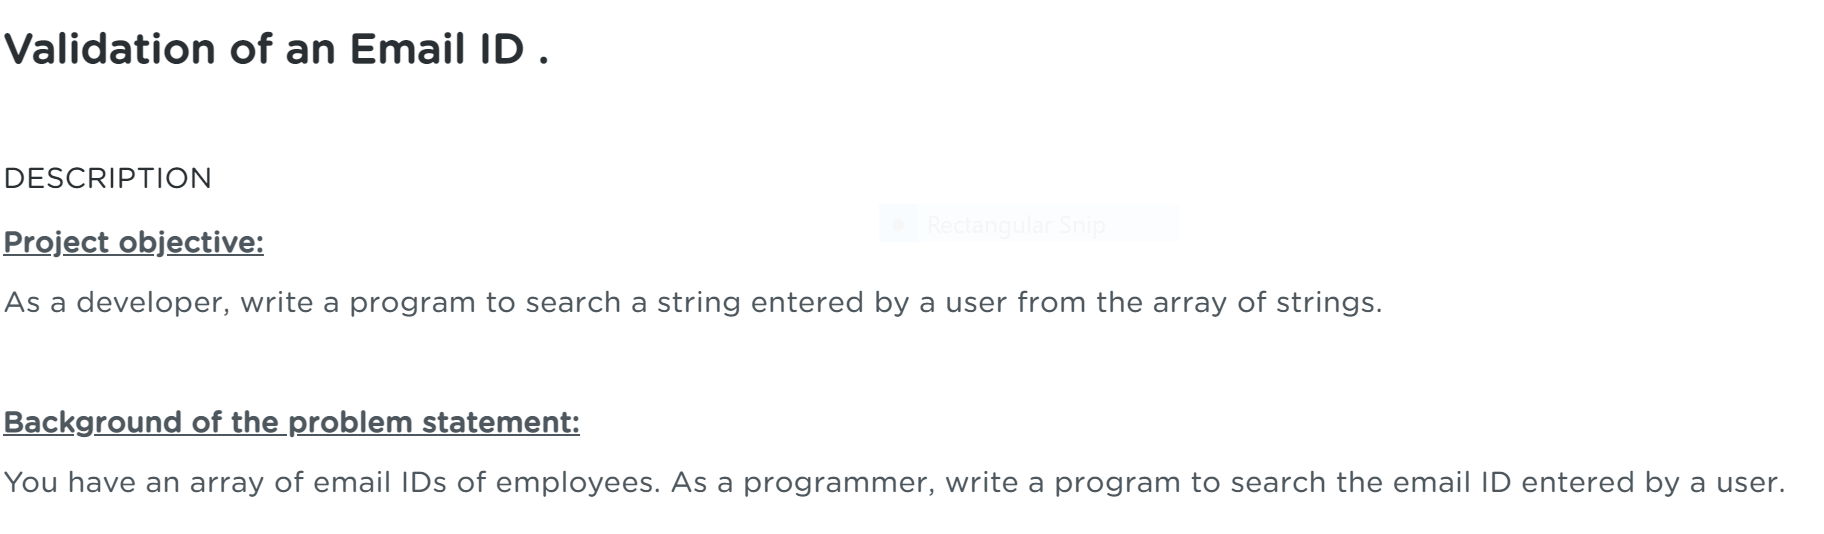 Validation of an Email ID .
DESCRIPTION
Rectangular Snip
Project objective:
As a developer, write a program to search a string entered by a user from the array of strings.
Background of the problem statement:
You have an array of email IDs of employees. As a programmer, write a program to search the email ID entered by a user.